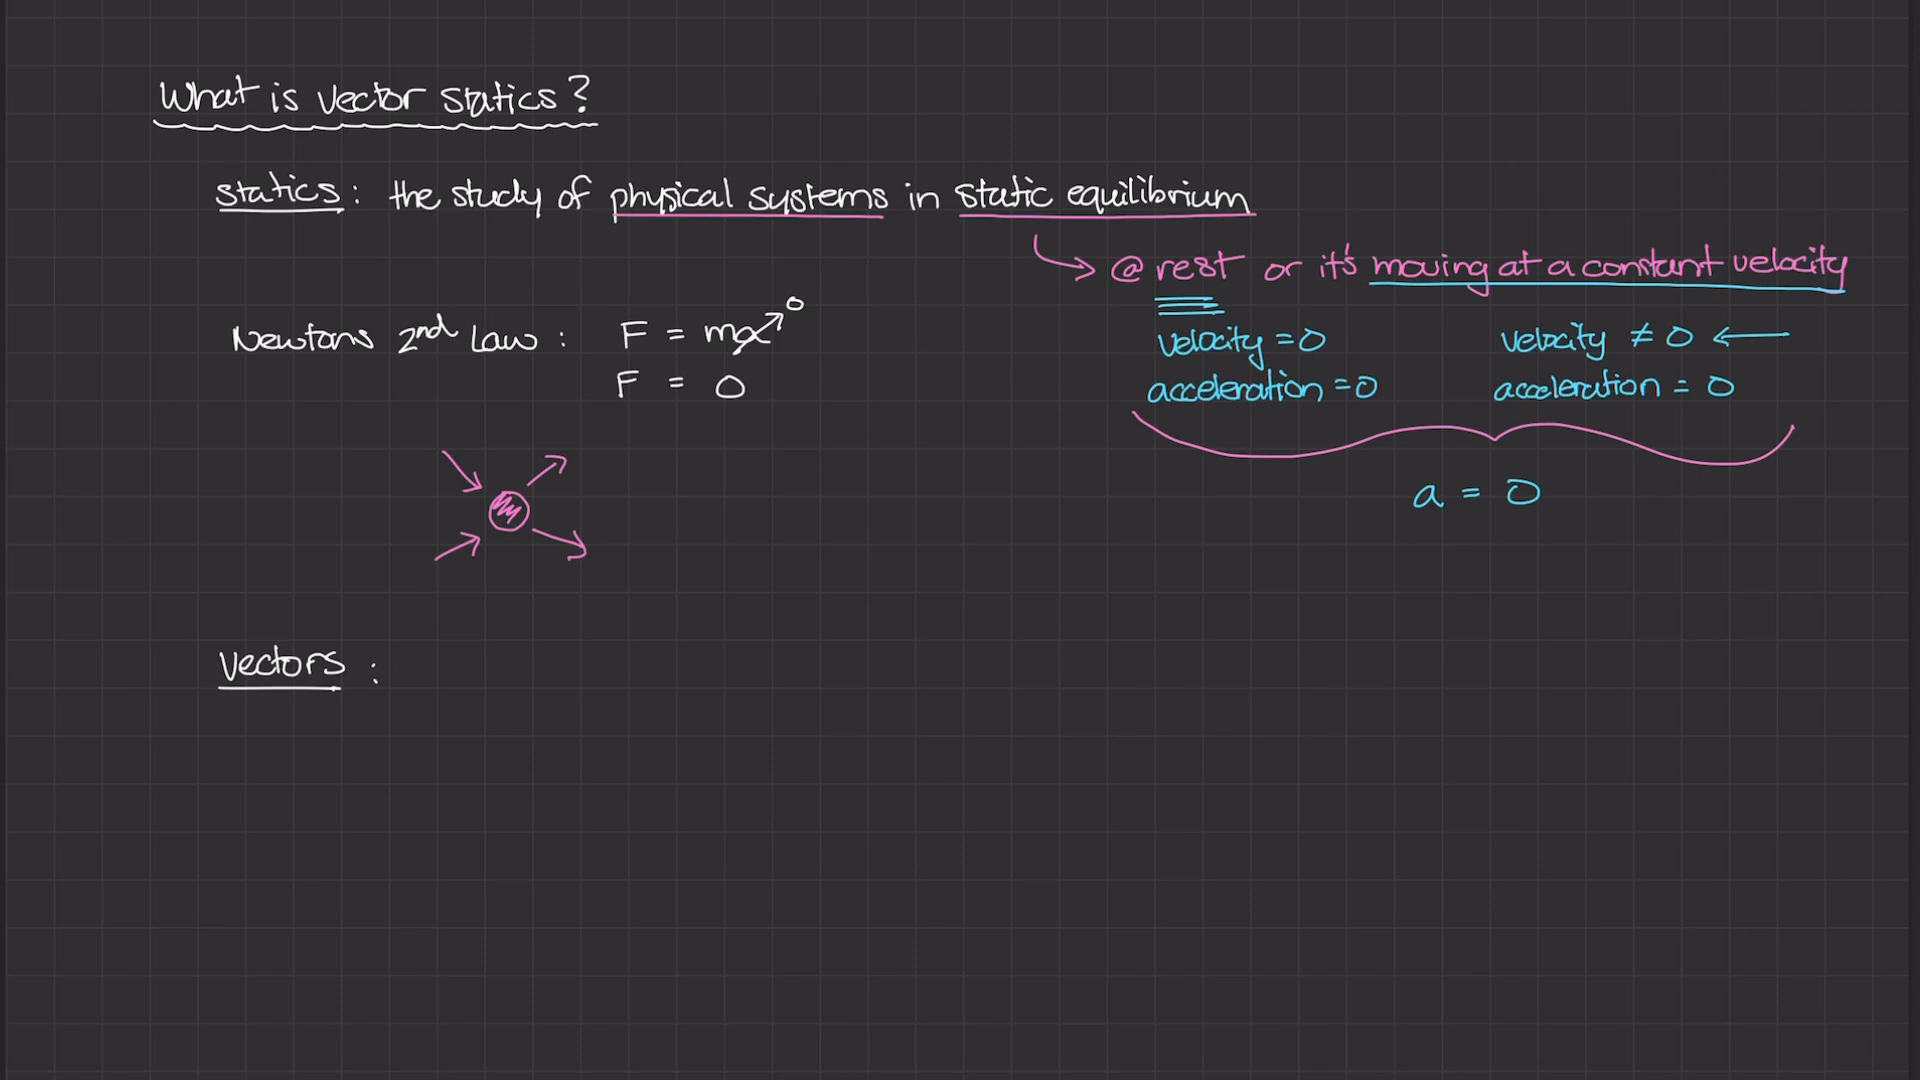 What is vector statics?
statics: the study of physical systems in static equilibrium
@ rest or it's moving at a constant velocity
Newtons 2nd Law: F = ma 0
F = 0
velocity = 0
acceleration = 0
velocity ≠ 0
acceleration = 0
a = 0
vectors: